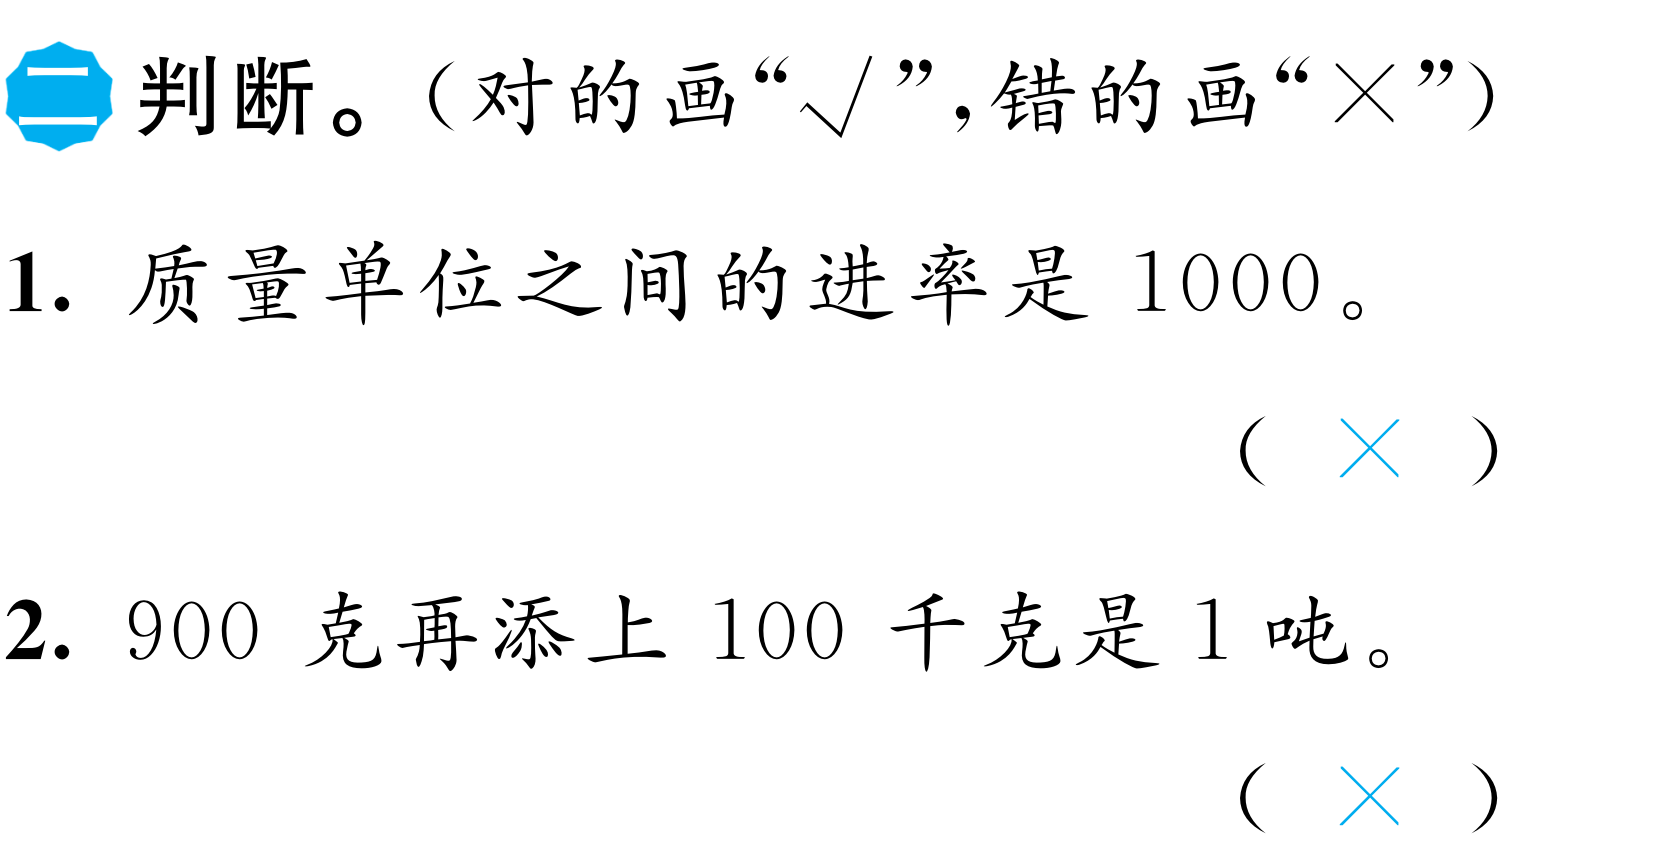 二 判断。（对的画“√”,错的画“×”）
1. 质量单位之间的进率是 1000。
（ × ）
2. 900 克再添上 100 千克是 1 吨。
（ × ）